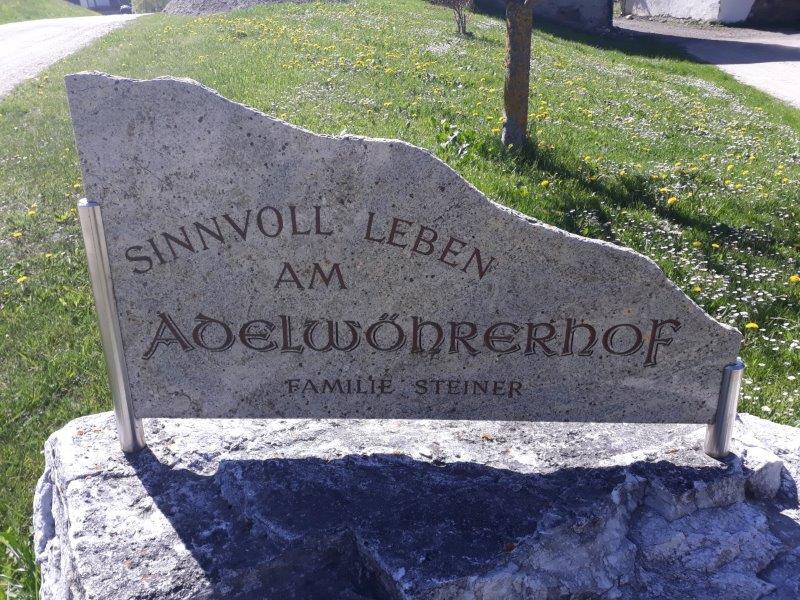 SINNVOLL LEBEN
AM
ADELWÖHRERHOF
FAMILIE STEINER